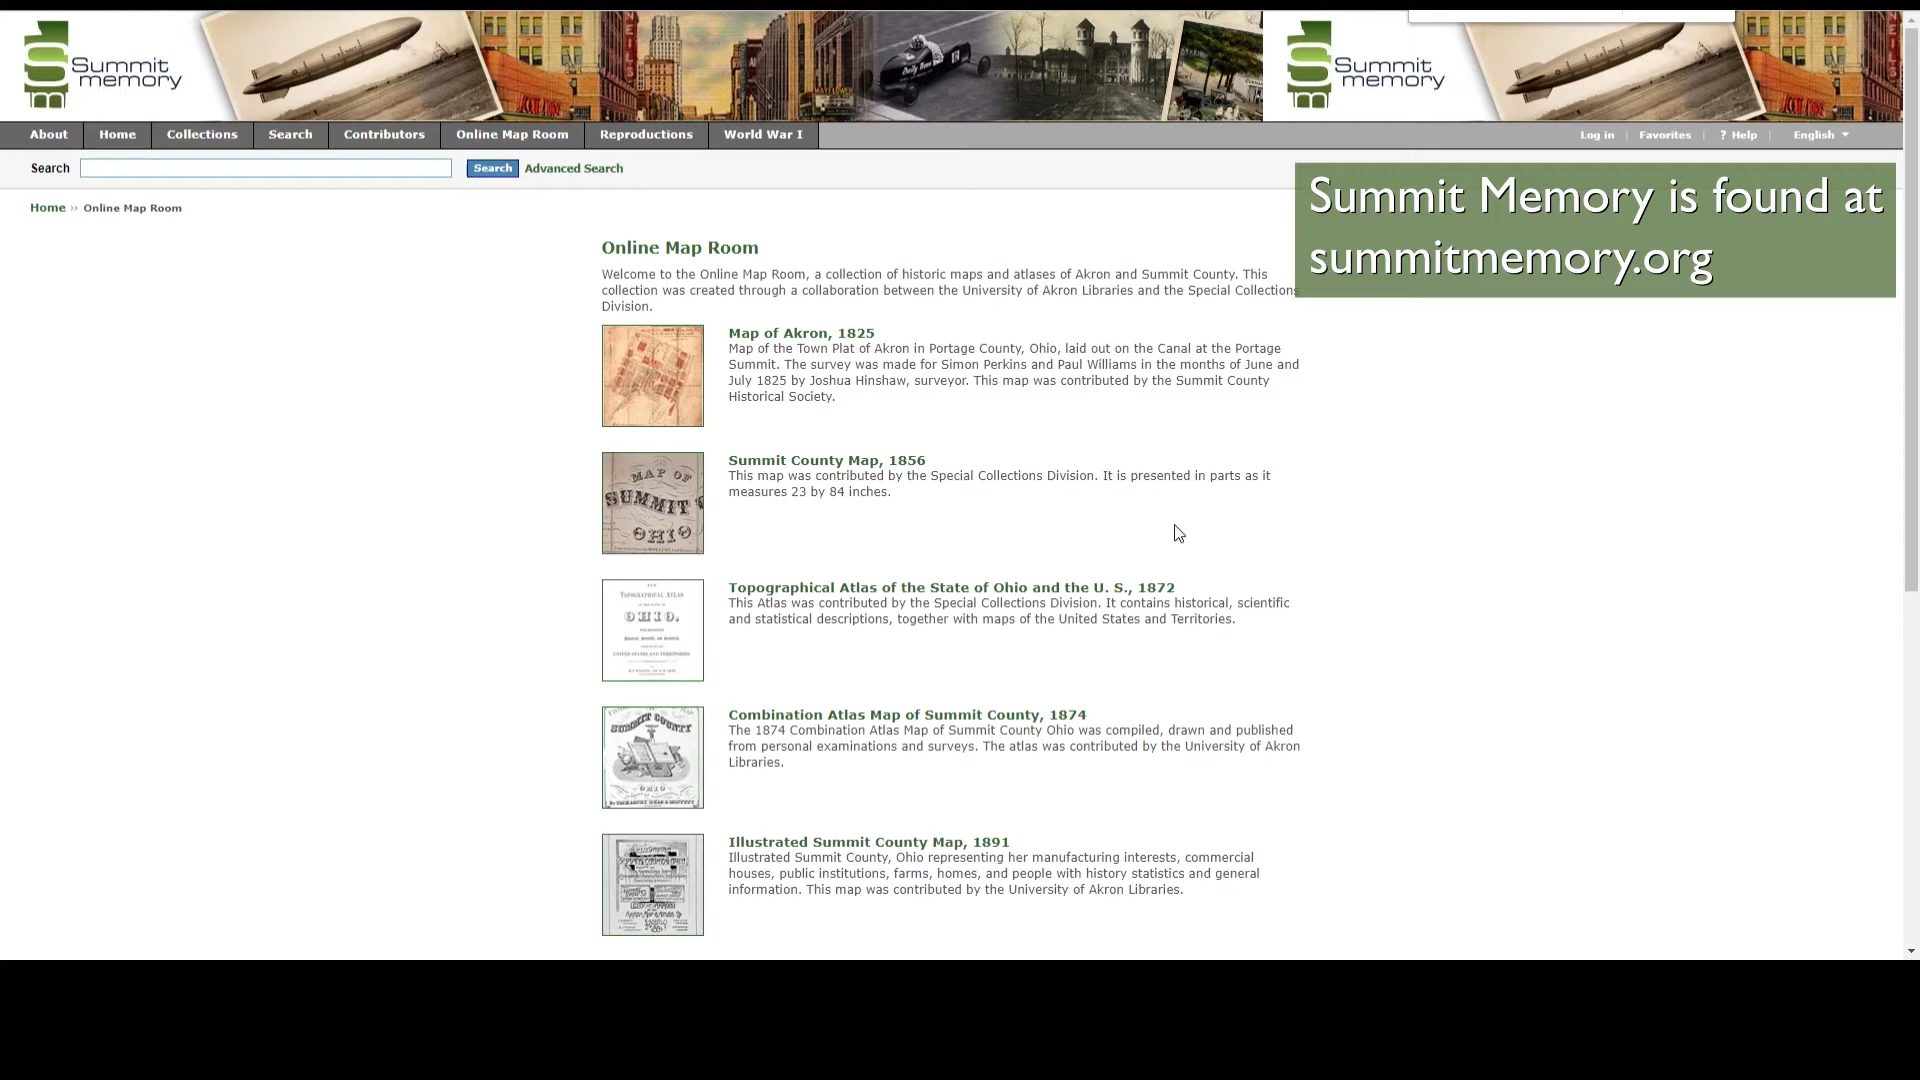 Summit
memory
Summit
memory
About Home Collections Search Contributors Online Map Room Reproductions World War I
Log in Favorites ? Help English
Search Search Advanced Search
Summit Memory is found at
summitmemory.org
Home ›› Online Map Room
Online Map Room
Welcome to the Online Map Room, a collection of historic maps and atlases of Akron and Summit County. This
collection was created through a collaboration between the University of Akron Libraries and the Special Collections
Division.
Map of Akron, 1825
Map of the Town Plat of Akron in Portage County, Ohio, laid out on the Canal at the Portage
Summit. The survey was made for Simon Perkins and Paul Williams in the months of June and
July 1825 by Joshua Hinshaw, surveyor. This map was contributed by the Summit County
Historical Society.
MAP OF
SUMMIT
OHIO
Summit County Map, 1856
This map was contributed by the Special Collections Division. It is presented in parts as it
measures 23 by 84 inches.
TOPOGRAPHICAL ATLAS
OHIO.
UNITED STATES AND TERRITORIES
Topographical Atlas of the State of Ohio and the U. S., 1872
This Atlas was contributed by the Special Collections Division. It contains historical, scientific
and statistical descriptions, together with maps of the United States and Territories.
SUMMIT COUNTY
OHIO
Combination Atlas Map of Summit County, 1874
The 1874 Combination Atlas Map of Summit County Ohio was compiled, drawn and published
from personal examinations and surveys. The atlas was contributed by the University of Akron
Libraries.
Illustrated Summit County Map, 1891
Illustrated Summit County, Ohio representing her manufacturing interests, commercial
houses, public institutions, farms, homes, and people with history statistics and general
information. This map was contributed by the University of Akron Libraries.